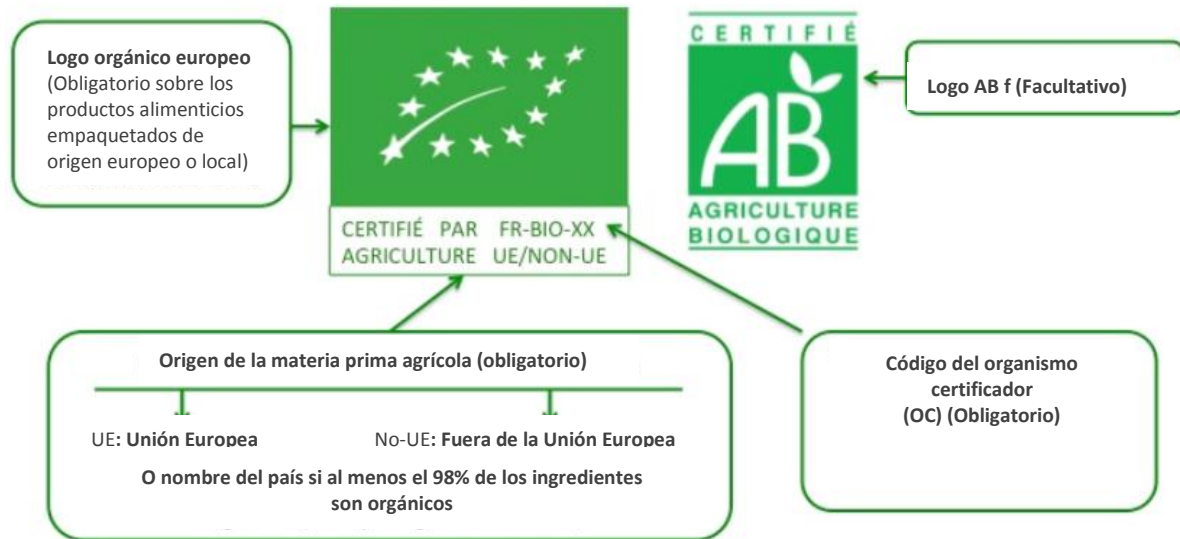 Logo orgánico europeo
(Obligatorio sobre los
productos alimenticios
empaquetados de
origen europeo o local)
CERTIFIÉ PAR FR-BIO-XX
AGRICULTURE UE/NON-UE
CERTIFIÉ
AB
AGRICULTURE
BIOLOGIQUE
Logo AB f (Facultativo)
Origen de la materia prima agrícola (obligatorio)
UE: Unión Europea
No-UE: Fuera de la Unión Europea
O nombre del país si al menos el 98% de los ingredientes
son orgánicos
Código del organismo
certificador
(OC) (Obligatorio)